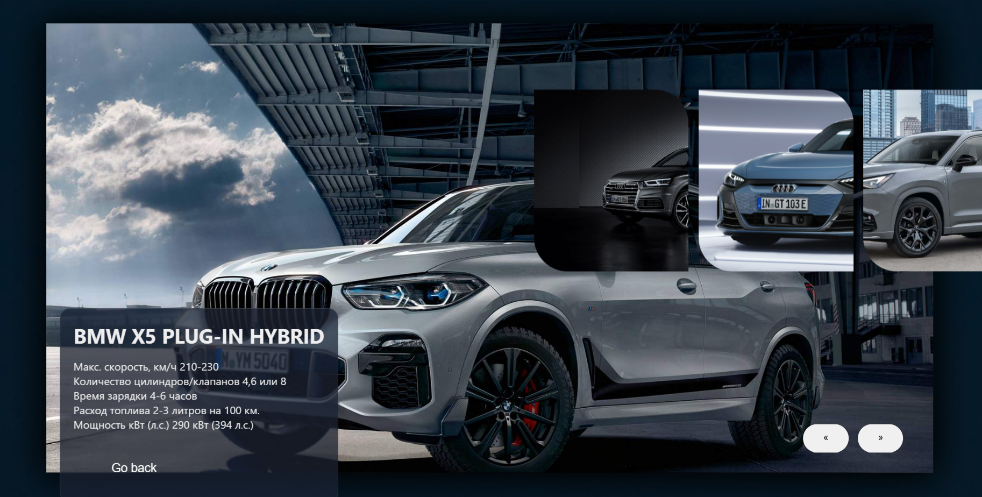 IN·GT 103 E
BMW X5 PLUG-IN HYBRID
M·YM 5040
Макс. скорость, км/ч 210-230
Количество цилиндров/клапанов 4,6 или 8
Время зарядки 4-6 часов
Расход топлива 2-3 литров на 100 км.
Мощность кВт (л.с.) 290 кВт (394 л.с.)
Go back
« »